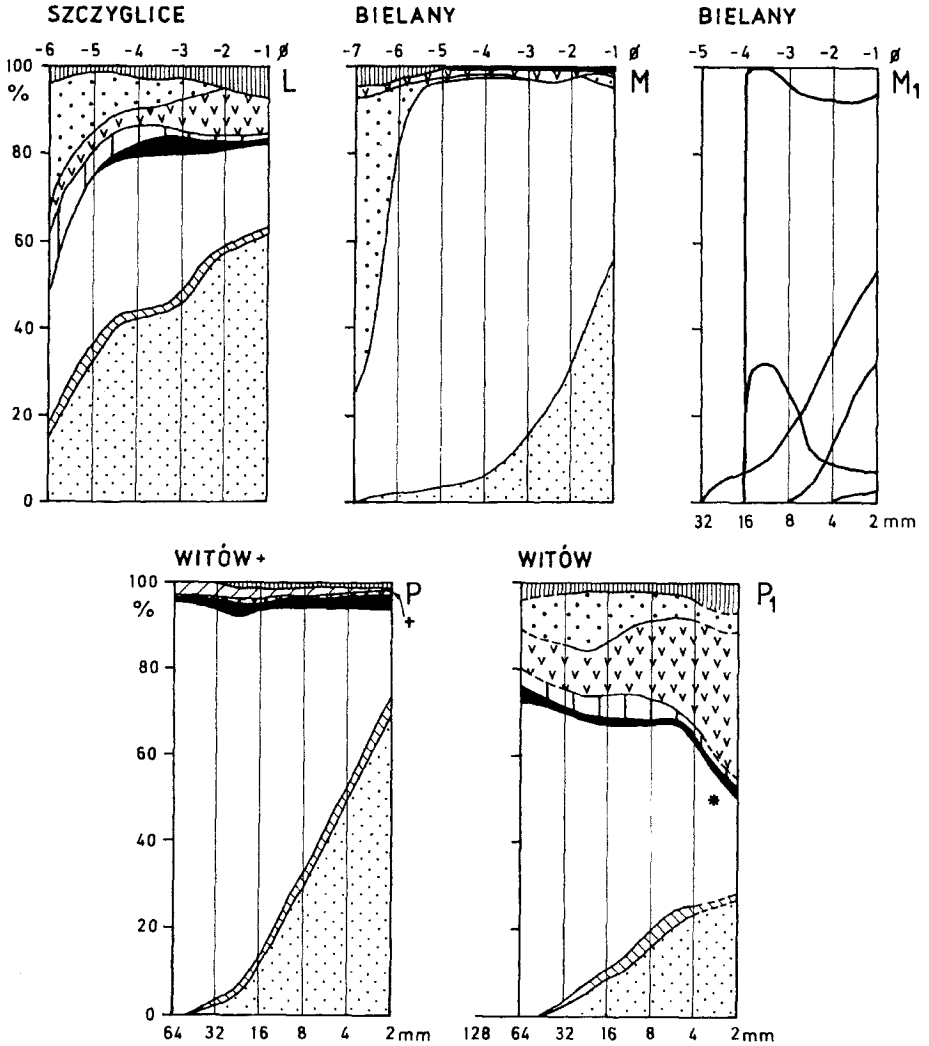 SZCZYGLICE BIELANY BIELANY
-6 -5 -4 -3 -2 -1 ø -7 -6 -5 -4 -3 -2 -1 ø -5 -4 -3 -2 -1 ø
100 L M M1
%
80
60
40
20
0
32 16 8 4 2 mm
WITÓW + WITÓW
100 P P1
% +
80
60
*
40
20
0
64 32 16 8 4 2 mm 128 64 32 16 8 4 2 mm